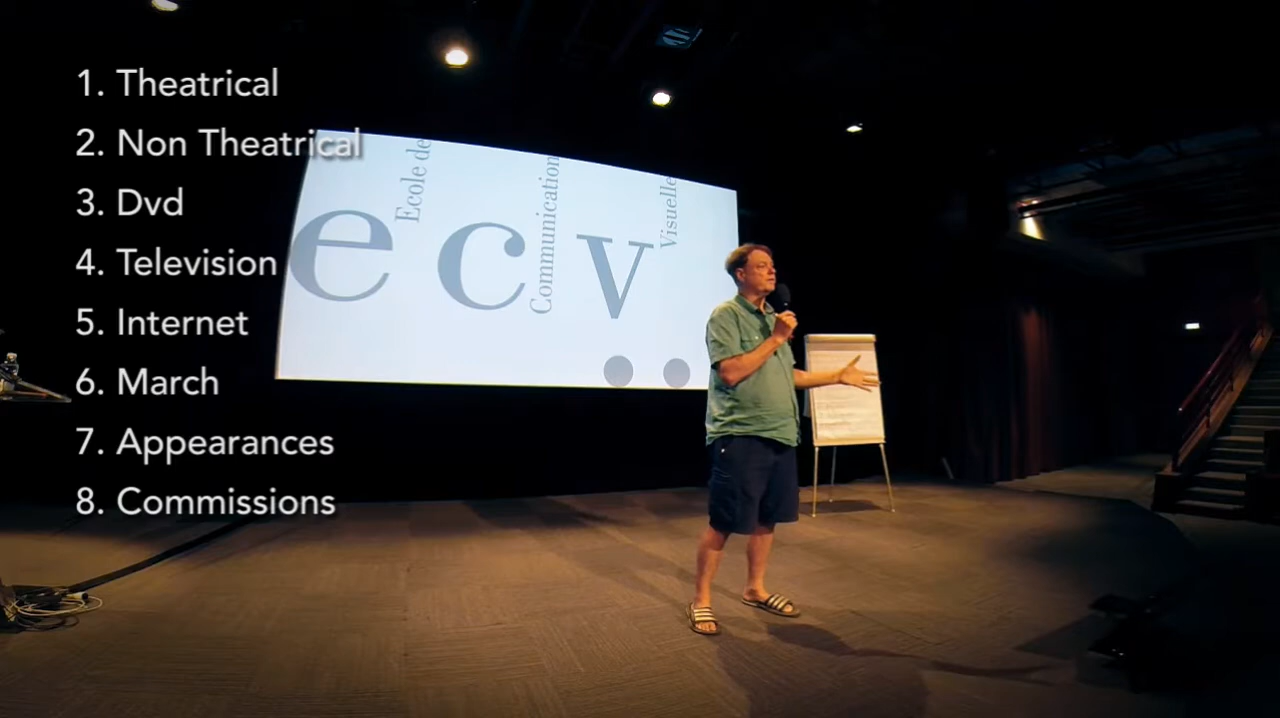 1. Theatrical
2. Non Theatrical
3. Dvd
4. Television
5. Internet
6. March
7. Appearances
8. Commissions
e
Ecole de
c
Communication
v
Visuelle